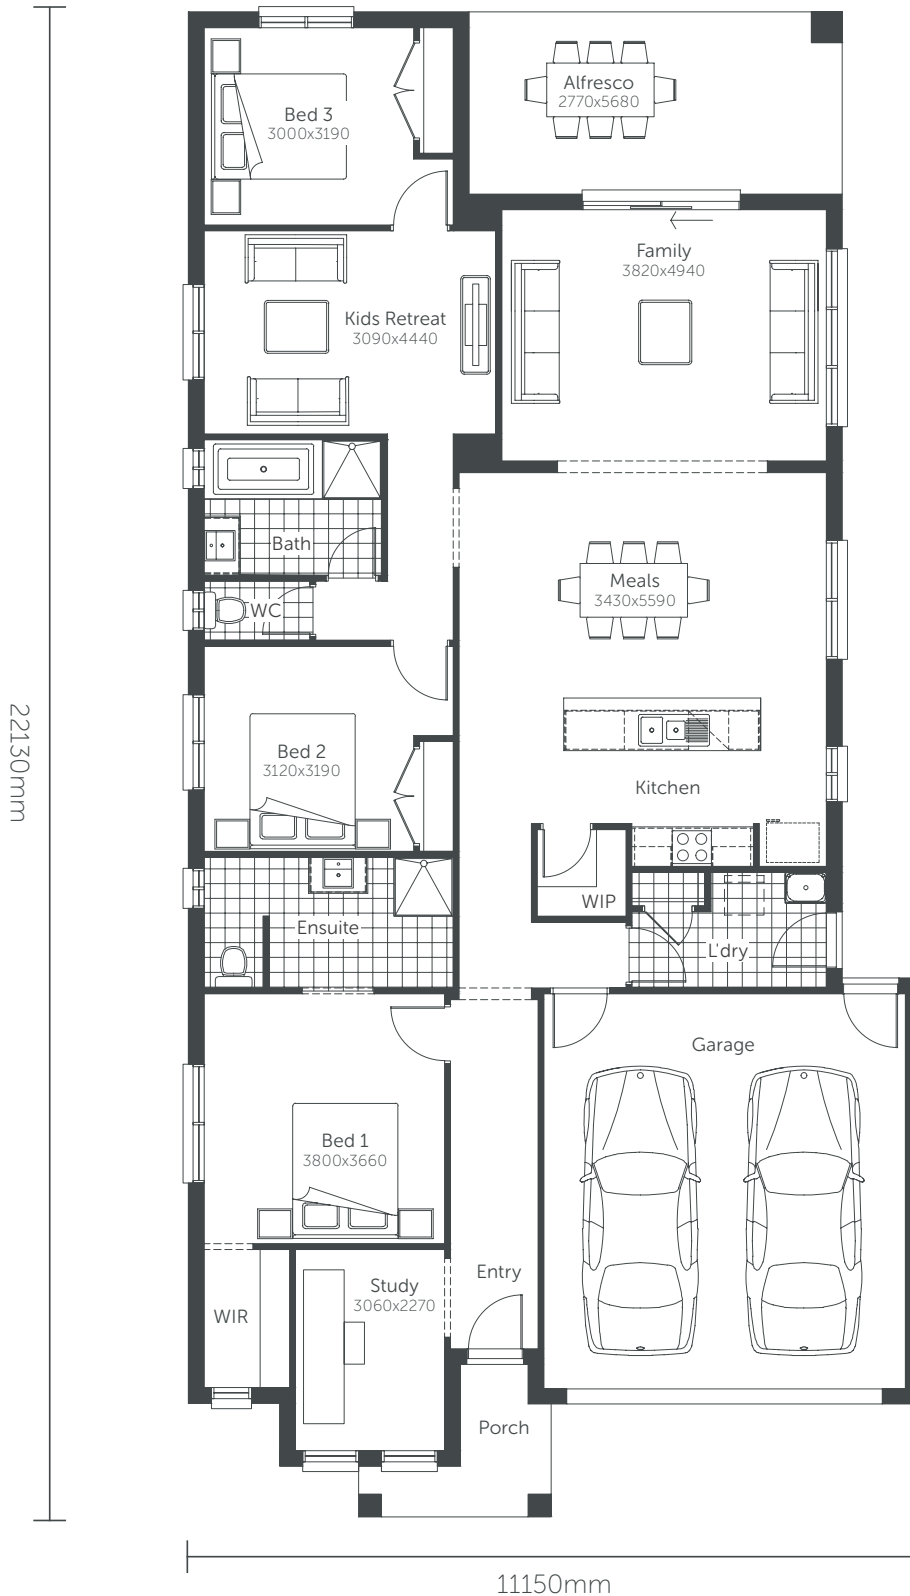 Alfresco
2770x5680
Bed 3
3000x3190
Family
3820x4940
Kids Retreat
3090x4440
Bath
WC
Meals
3430x5590
Bed 2
3120x3190
Kitchen
22130mm
WIP
Ensuite
L'dry
Garage
Bed 1
3800x3660
Entry
Study
3060x2270
WIR
Porch
11150mm